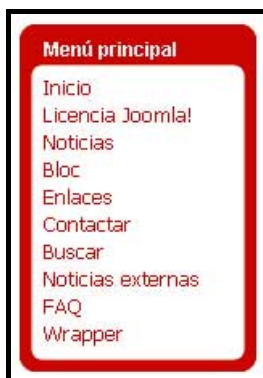 Menú principal
Inicio
Licencia Joomla!
Noticias
Bloc
Enlaces
Contactar
Buscar
Noticias externas
FAQ
Wrapper